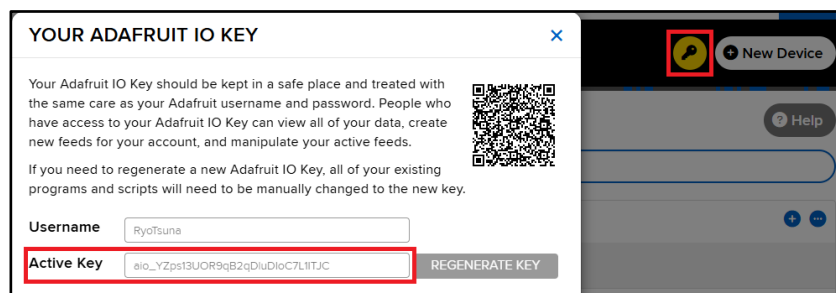 YOUR ADAFRUIT IO KEY
New Device
Your Adafruit IO Key should be kept in a safe place and treated with
the same care as your Adafruit username and password. People who
have access to your Adafruit IO Key can view all of your data, create
new feeds for your account, and manipulate your active feeds.
Help
If you need to regenerate a new Adafruit IO Key, all of your existing
programs and scripts will need to be manually changed to the new key.
Username
RyoTsuna
Active Key
REGENERATE KEY